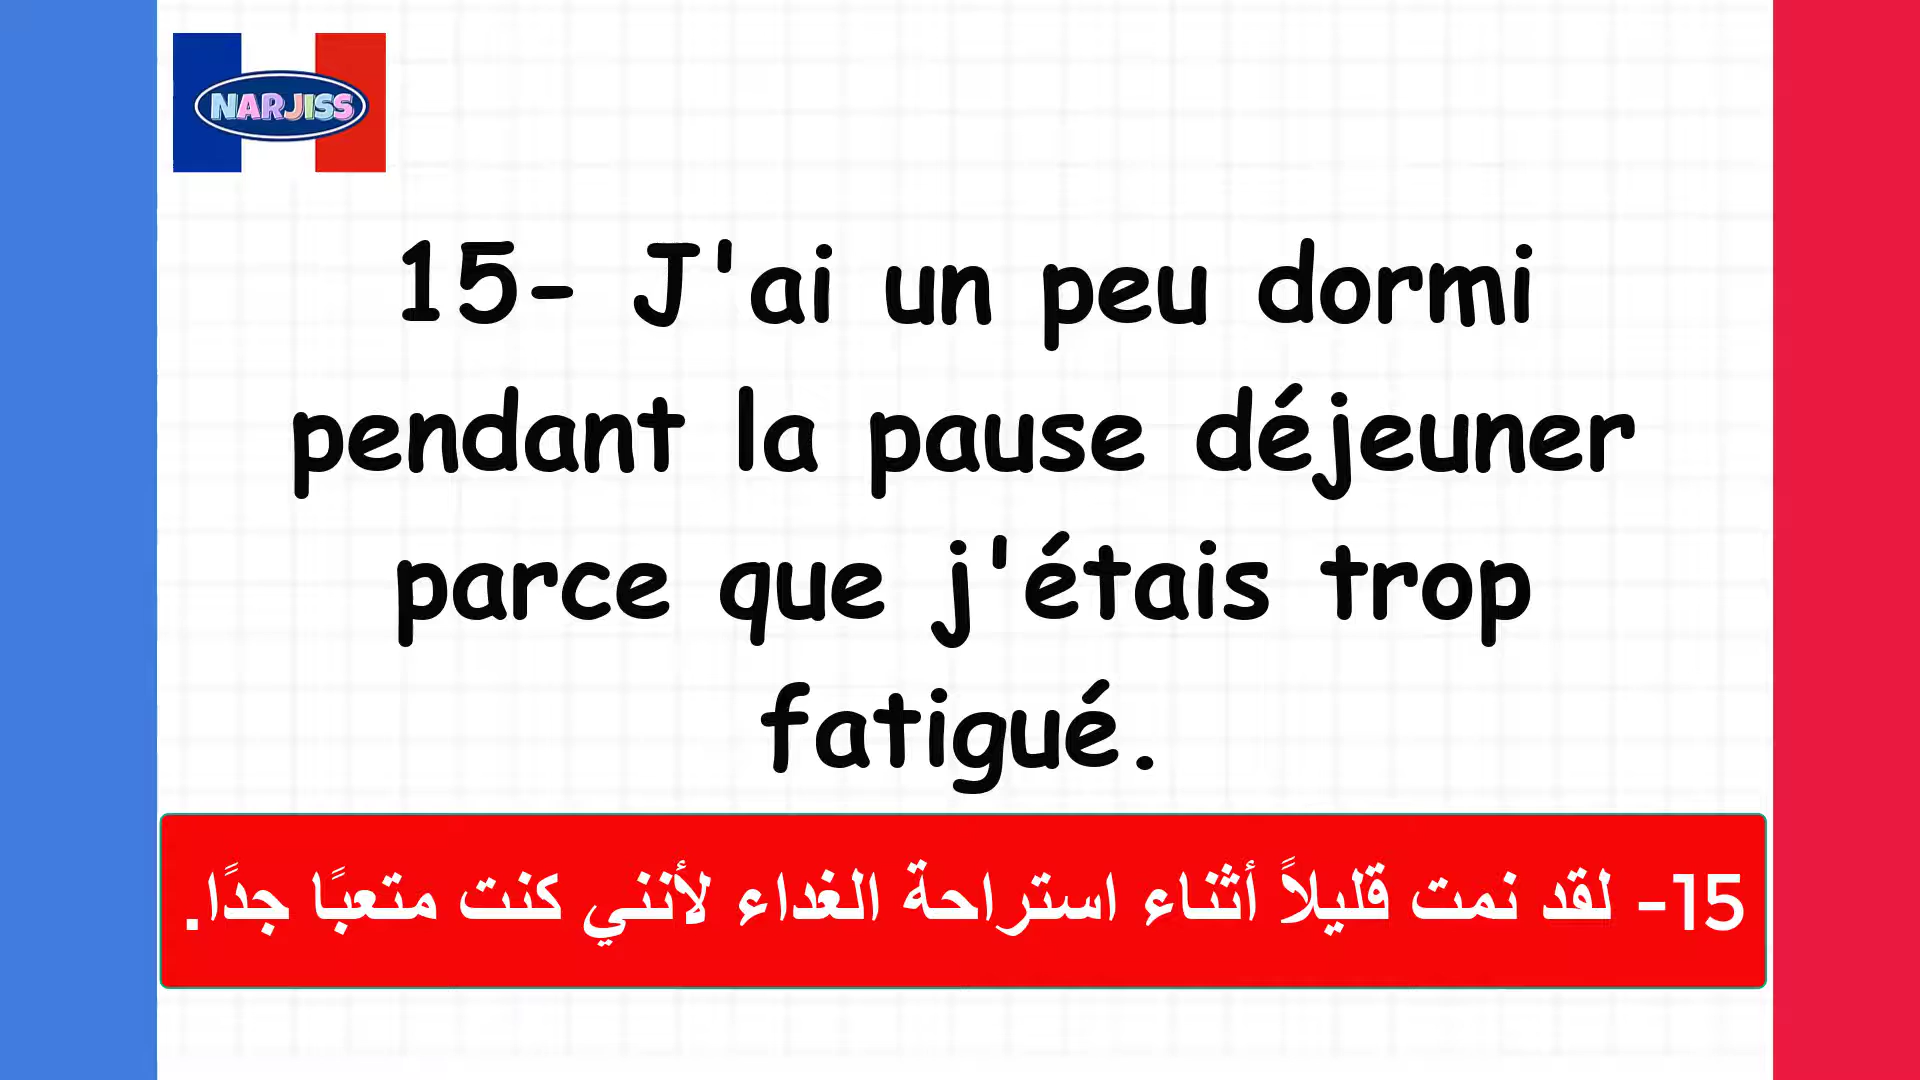 NARJISS
15- J'ai un peu dormi
pendant la pause déjeuner
parce que j'étais trop
fatigué.
15- لقد نمت قليلاً أثناء استراحة الغداء لأنني كنت متعبًا جدًا.